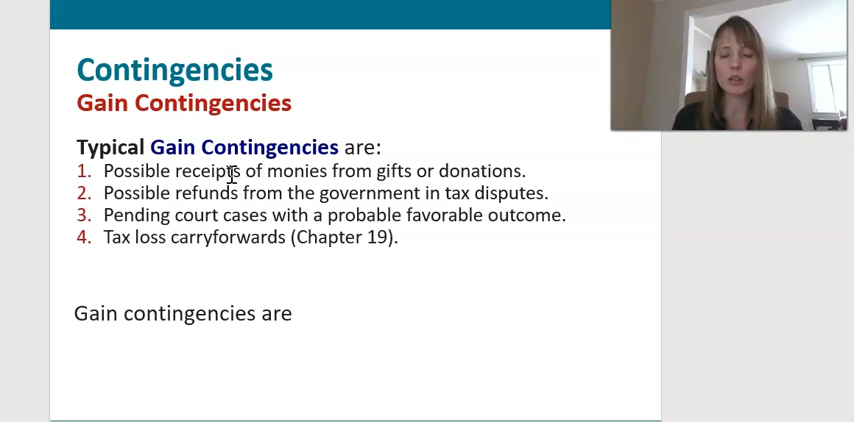 Contingencies
Gain Contingencies
Typical Gain Contingencies are:
1. Possible receipts of monies from gifts or donations.
2. Possible refunds from the government in tax disputes.
3. Pending court cases with a probable favorable outcome.
4. Tax loss carryforwards (Chapter 19).
Gain contingencies are